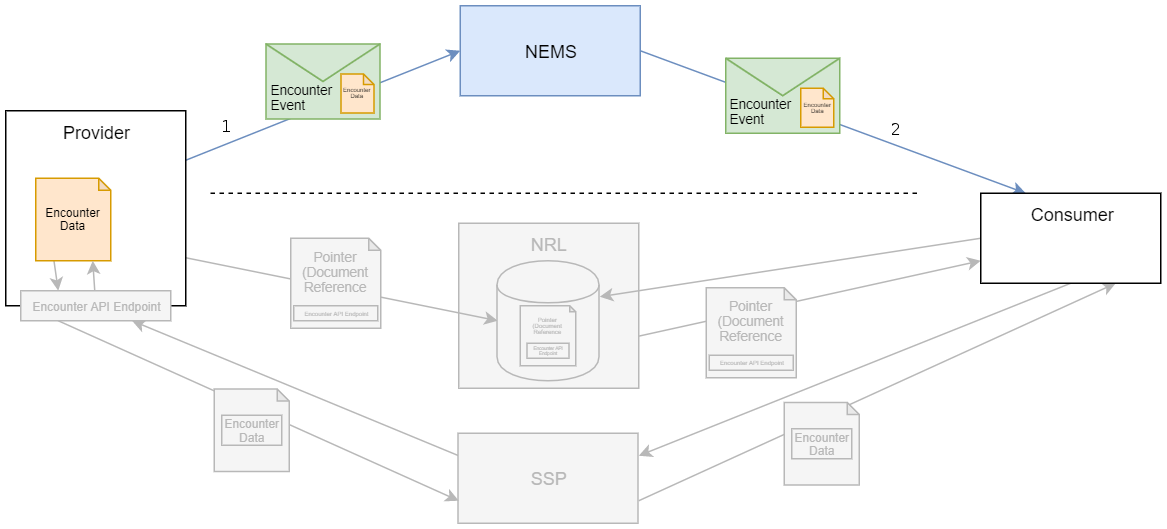 NEMS
Encounter
Event
Encounter
Data
Encounter
Event
Encounter
Data
1
2
Provider
Encounter
Data
Encounter API Endpoint
Consumer
NRL
Pointer
(Document
Reference
Encounter API Endpoint
Pointer
(Document
Reference
Encounter API
Endpoint
Pointer
(Document
Reference
Encounter API Endpoint
Encounter
Data
Encounter
Data
SSP